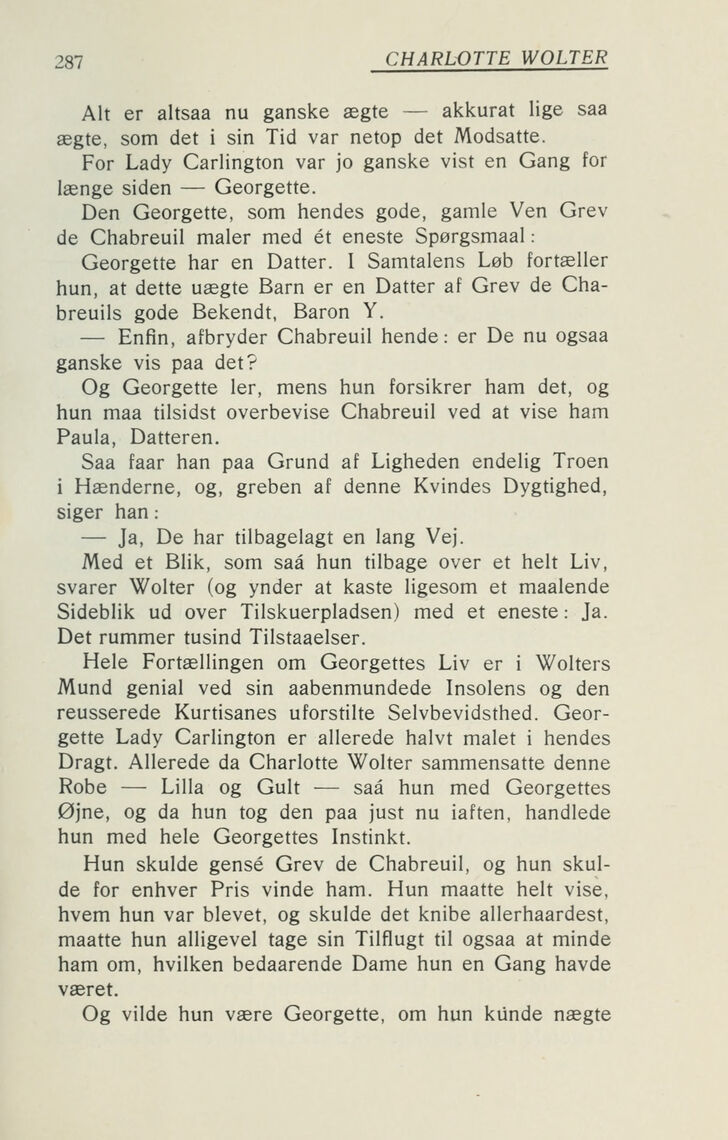 287 CHARLOTTE WOLTER
Alt er altsaa nu ganske ægte — akkurat lige saa
ægte, som det i sin Tid var netop det Modsatte.
For Lady Carlington var jo ganske vist en Gang for
længe siden — Georgette.
Den Georgette, som hendes gode, gamle Ven Grev
de Chabreuil maler med ét eneste Spørgsmaal:
Georgette har en Datter. I Samtalens Løb fortæller
hun, at dette uægte Barn er en Datter af Grev de Cha-
breuils gode Bekendt, Baron Y.
— Enfin, afbryder Chabreuil hende: er De nu ogsaa
ganske vis paa det?
Og Georgette ler, mens hun forsikrer ham det, og
hun maa tilsidst overbevise Chabreuil ved at vise ham
Paula, Datteren.
Saa faar han paa Grund af Ligheden endelig Troen
i Hænderne, og, greben af denne Kvindes Dygtighed,
siger han:
— Ja, De har tilbagelagt en lang Vej.
Med et Blik, som saá hun tilbage over et helt Liv,
svarer Wolter (og ynder at kaste ligesom et maalende
Sideblik ud over Tilskuerpladsen) med et eneste: Ja.
Det rummer tusind Tilstaaelser.
Hele Fortællingen om Georgettes Liv er i Wolters
Mund genial ved sin aabenmundede Insolens og den
reusserede Kurtisanes uforstilte Selvbevidsthed. Geor-
gette Lady Carlington er allerede halvt malet i hendes
Dragt. Allerede da Charlotte Wolter sammensatte denne
Robe — Lilla og Gult — saá hun med Georgettes
Øjne, og da hun tog den paa just nu iaften, handlede
hun med hele Georgettes Instinkt.
Hun skulde gensé Grev de Chabreuil, og hun skul-
de for enhver Pris vinde ham. Hun maatte helt vise,
hvem hun var blevet, og skulde det knibe allerhaardest,
maatte hun alligevel tage sin Tilflugt til ogsaa at minde
ham om, hvilken bedaarende Dame hun en Gang havde
været.
Og vilde hun være Georgette, om hun kúnde nægte